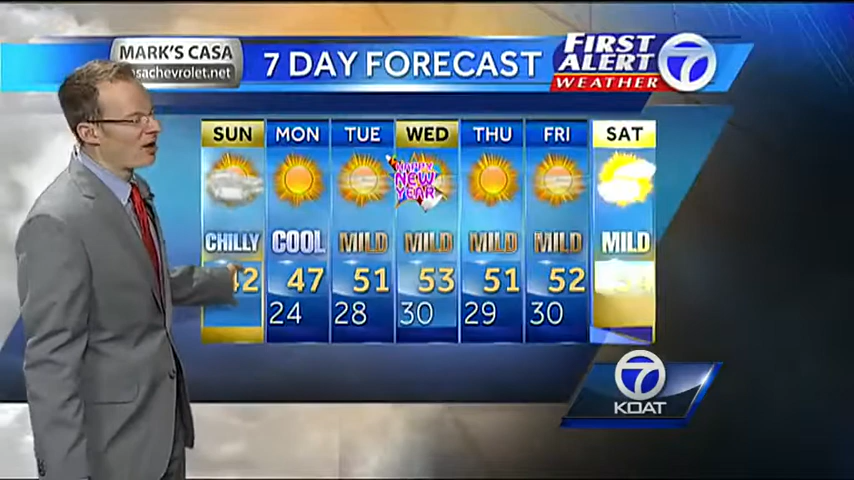 MARK'S CASA
sachevrolet.net
7 DAY FORECAST
FIRST
ALERT
WEATHER
7
SUN MON TUE WED THU FRI SAT
HAPPY
NEW
YEAR
CHILLY COOL MILD MILD MILD MILD MILD
42 47 51 53 51 52
24 28 30 29 30
7
KOAT